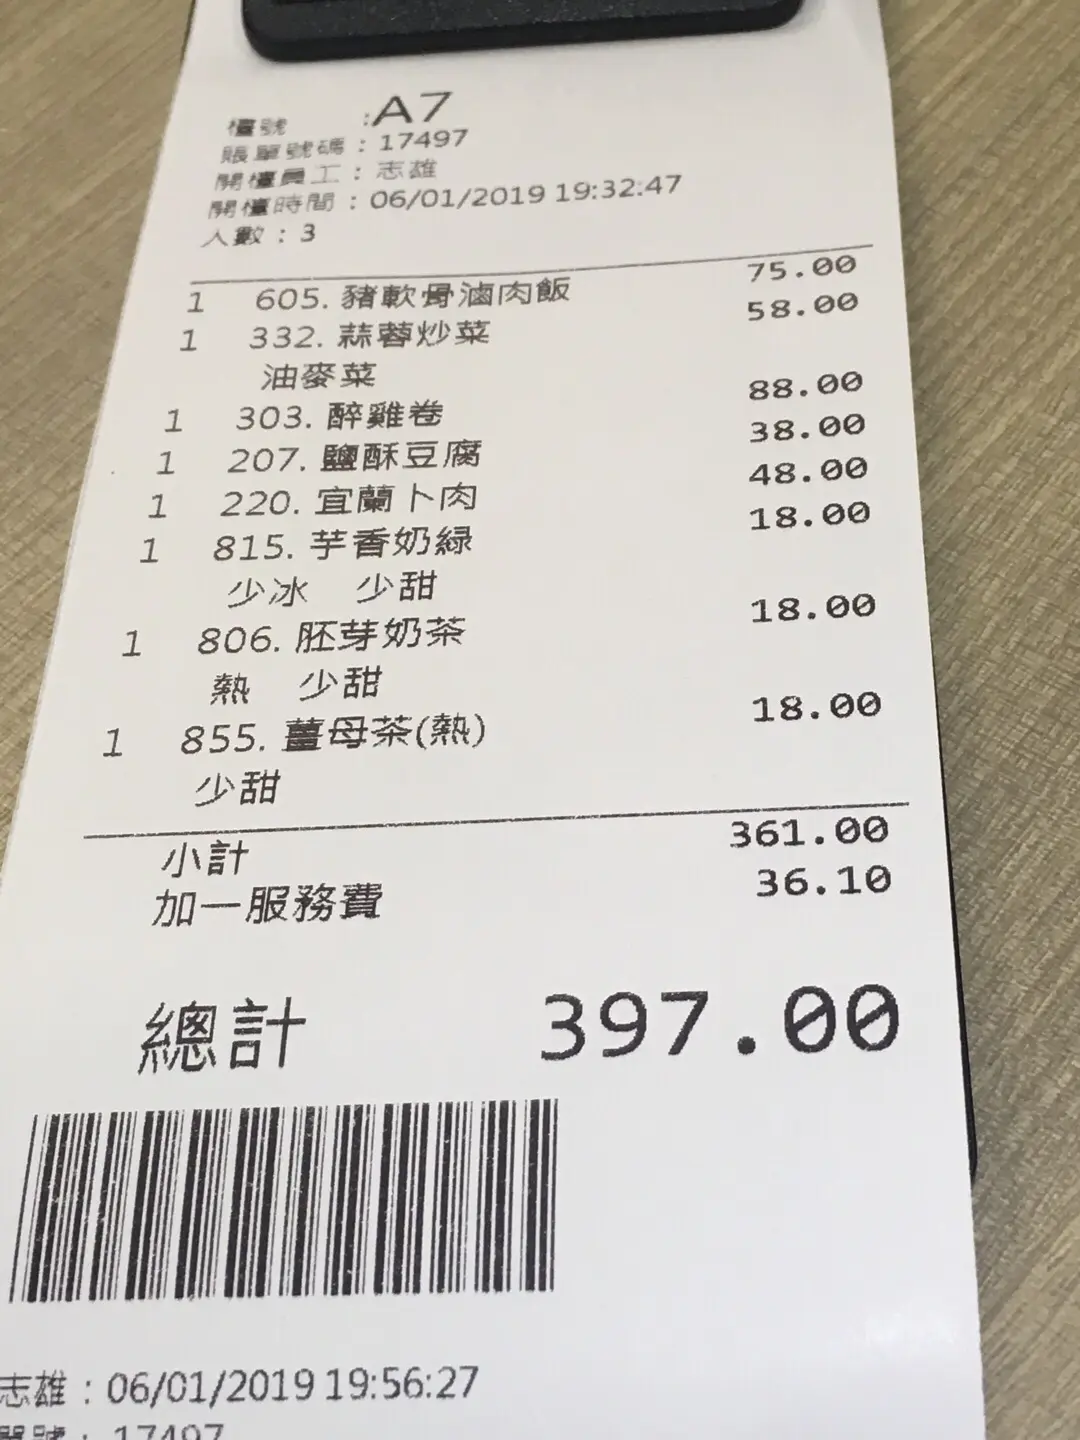 檯號 :A7
賬單號碼 : 17497
開檯員工 : 志雄
開檯時間 : 06/01/2019 19:32:47
人數 : 3
1 605. 豬軟骨滷肉飯 75.00
1 332. 蒜蓉炒菜 58.00
油麥菜
1 303. 醉雞卷 88.00
1 207. 鹽酥豆腐 38.00
1 220. 宜蘭卜肉 48.00
1 815. 芋香奶緑 18.00
少冰 少甜
1 806. 胚芽奶茶 18.00
熱 少甜
1 855. 薑母茶(熱) 18.00
少甜
小計 361.00
加一服務費 36.10
總計 397.00
志雄 : 06/01/2019 19:56:27
單號 : 17497